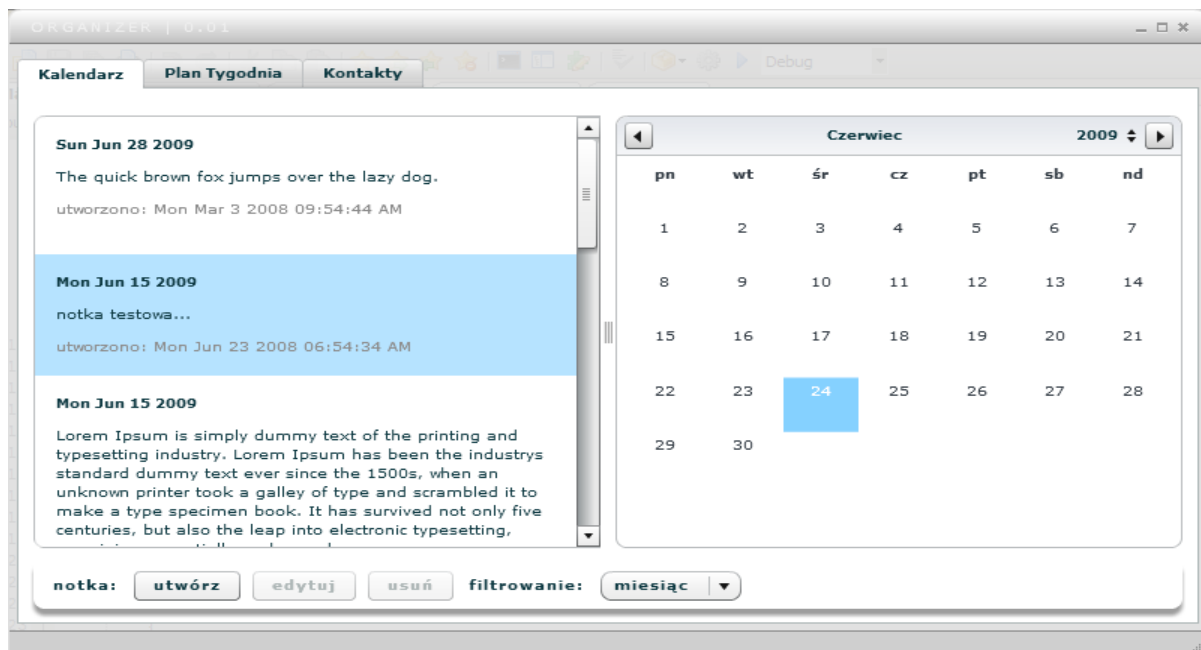 ORGANIZER | 0.01
Debug
Kalendarz
Plan Tygodnia
Kontakty
Sun Jun 28 2009
The quick brown fox jumps over the lazy dog.
utworzono: Mon Mar 3 2008 09:54:44 AM
Mon Jun 15 2009
notka testowa...
utworzono: Mon Jun 23 2008 06:54:34 AM
Mon Jun 15 2009
Lorem Ipsum is simply dummy text of the printing and
typesetting industry. Lorem Ipsum has been the industrys
standard dummy text ever since the 1500s, when an
unknown printer took a galley of type and scrambled it to
make a type specimen book. It has survived not only five
centuries, but also the leap into electronic typesetting,
Czerwiec 2009
pn wt śr cz pt sb nd
1 2 3 4 5 6 7
8 9 10 11 12 13 14
15 16 17 18 19 20 21
22 23 24 25 26 27 28
29 30
notka: utwórz edytuj usuń filtrowanie: miesiąc